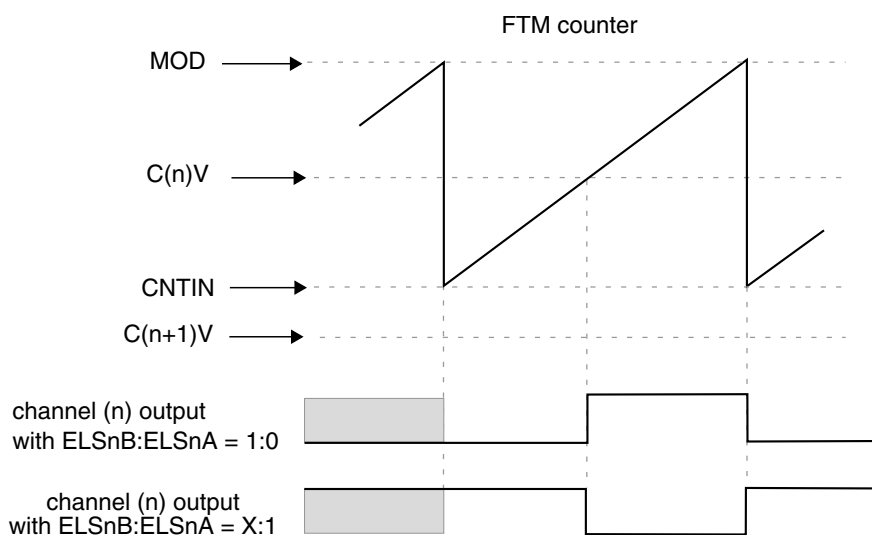 FTM counter
MOD
C(n)V
CNTIN
C(n+1)V
channel (n) output
with ELSnB:ELSnA = 1:0
channel (n) output
with ELSnB:ELSnA = X:1